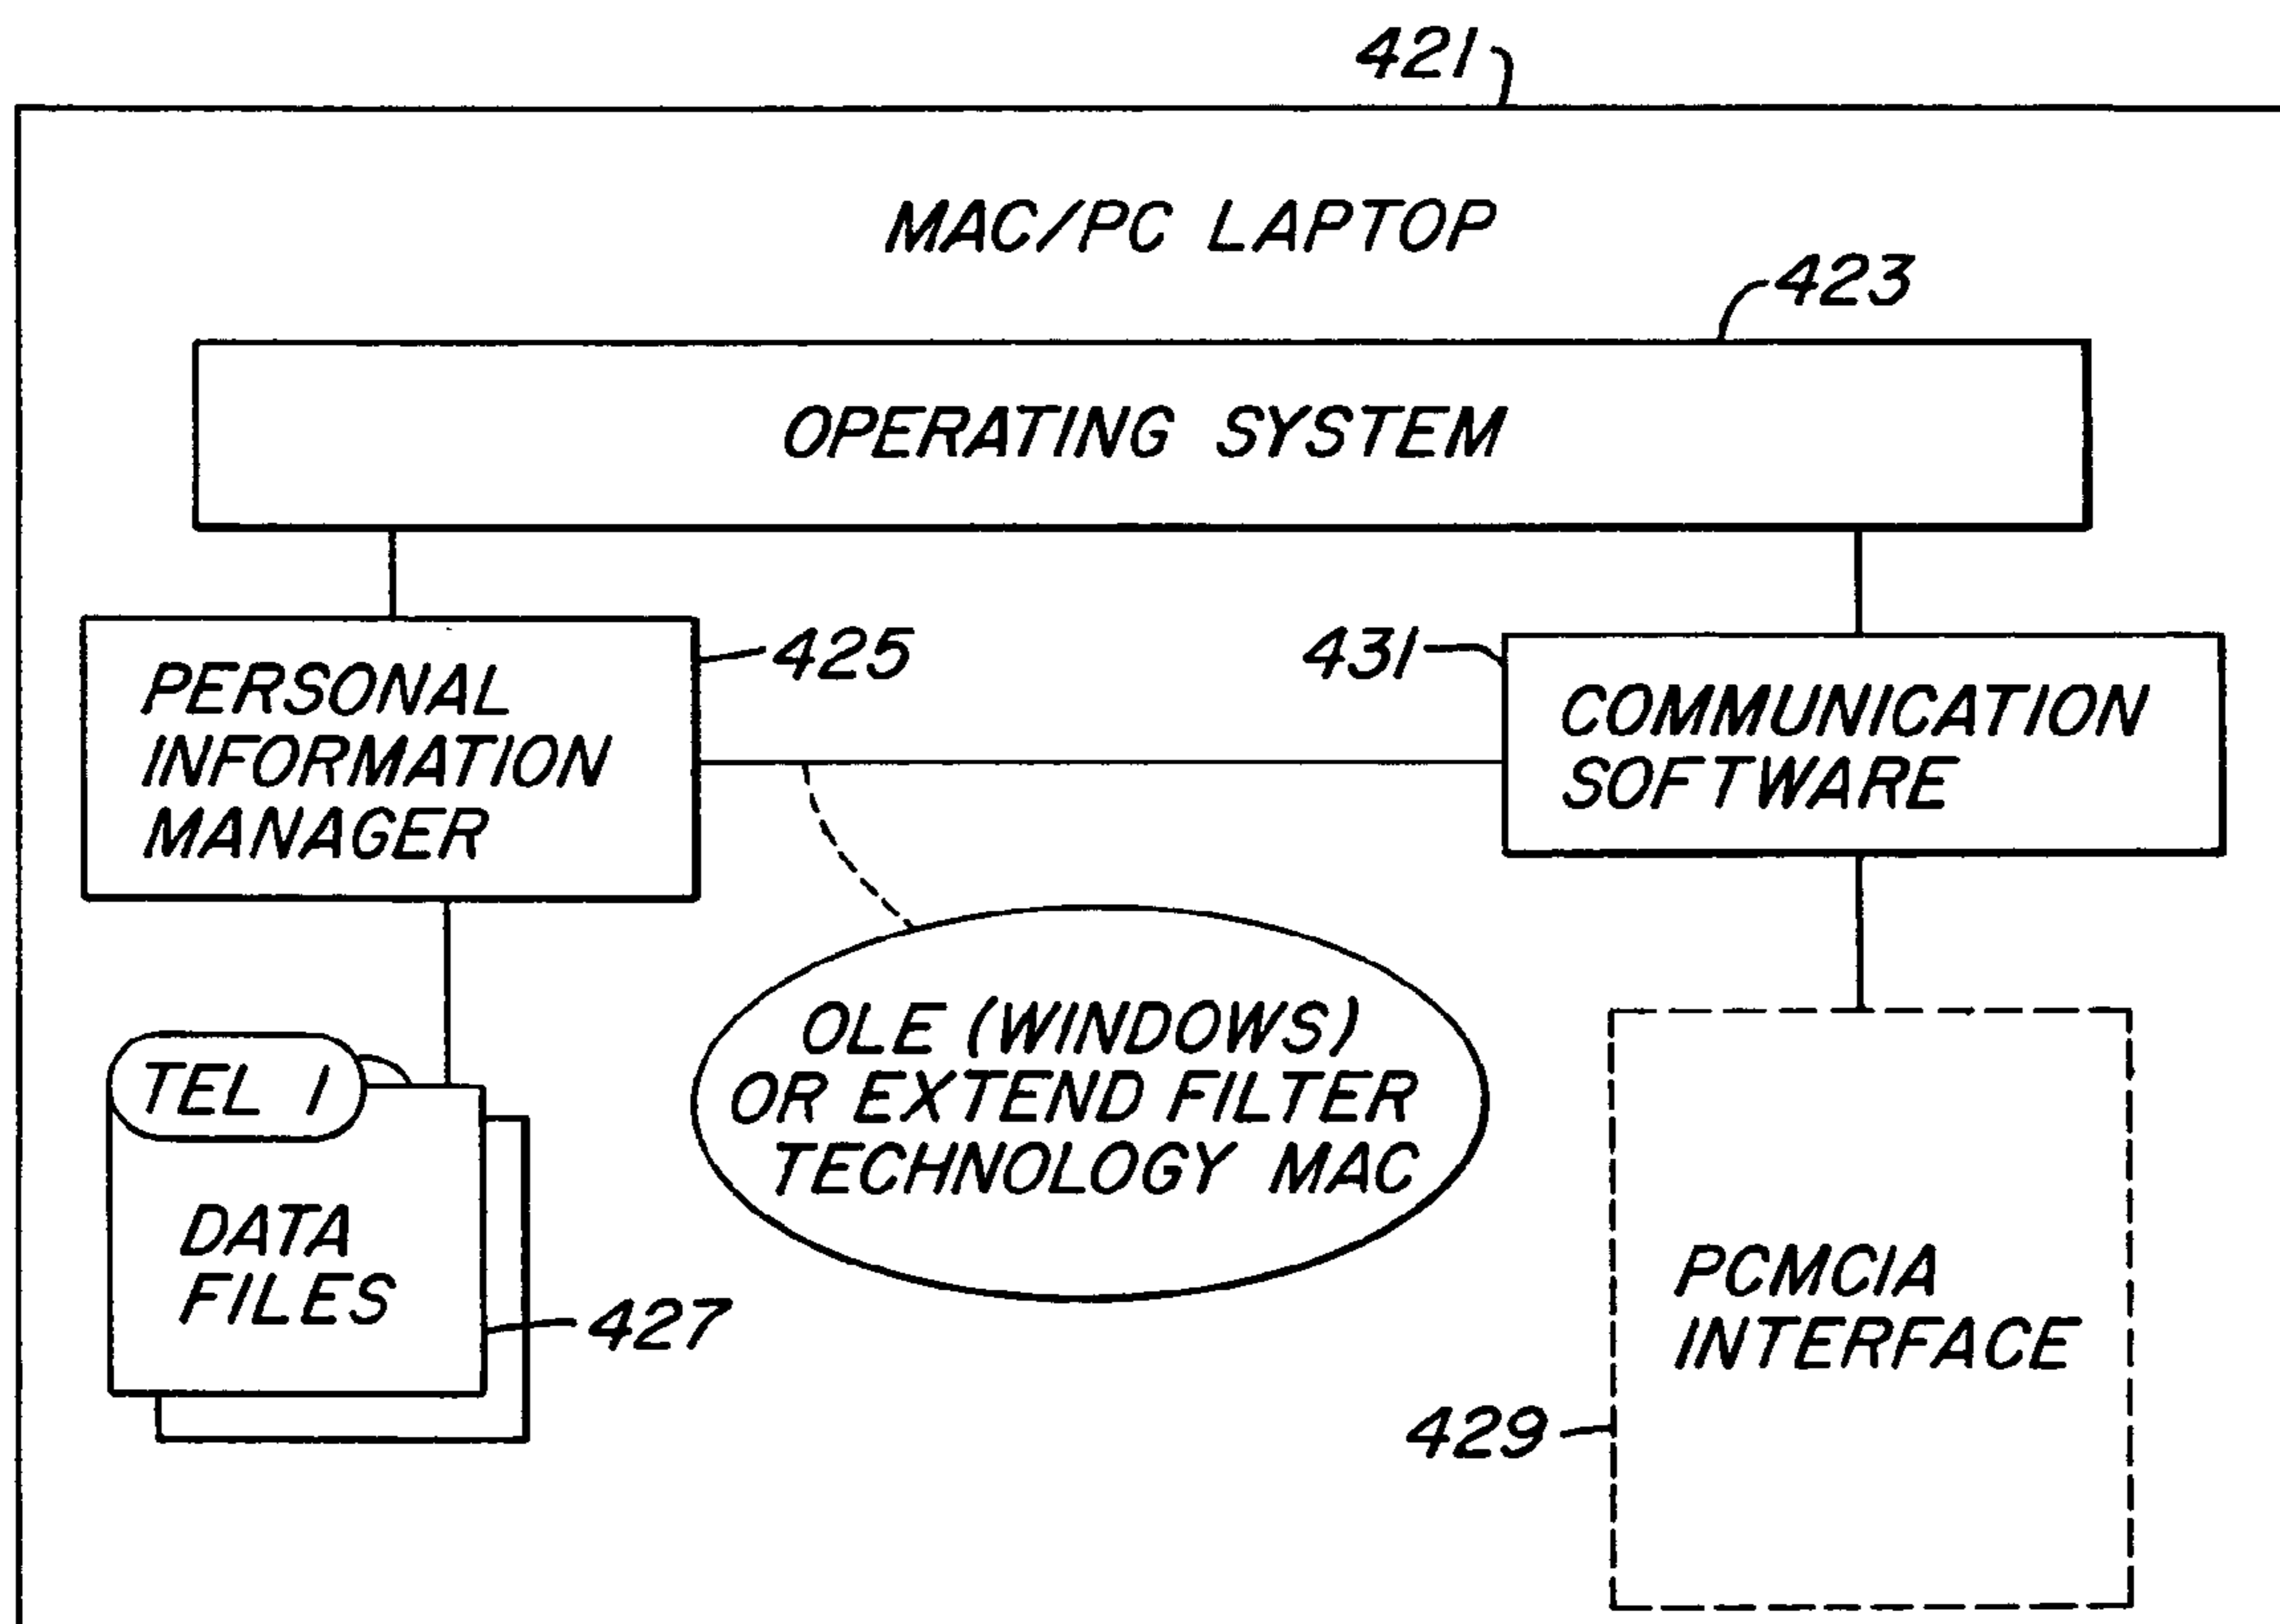 421
MAC/PC LAPTOP
423
OPERATING SYSTEM
425
PERSONAL
INFORMATION
MANAGER
431
COMMUNICATION
SOFTWARE
OLE (WINDOWS)
OR EXTEND FILTER
TECHNOLOGY MAC
TEL 1
DATA
FILES
427
PCMCIA
INTERFACE
429